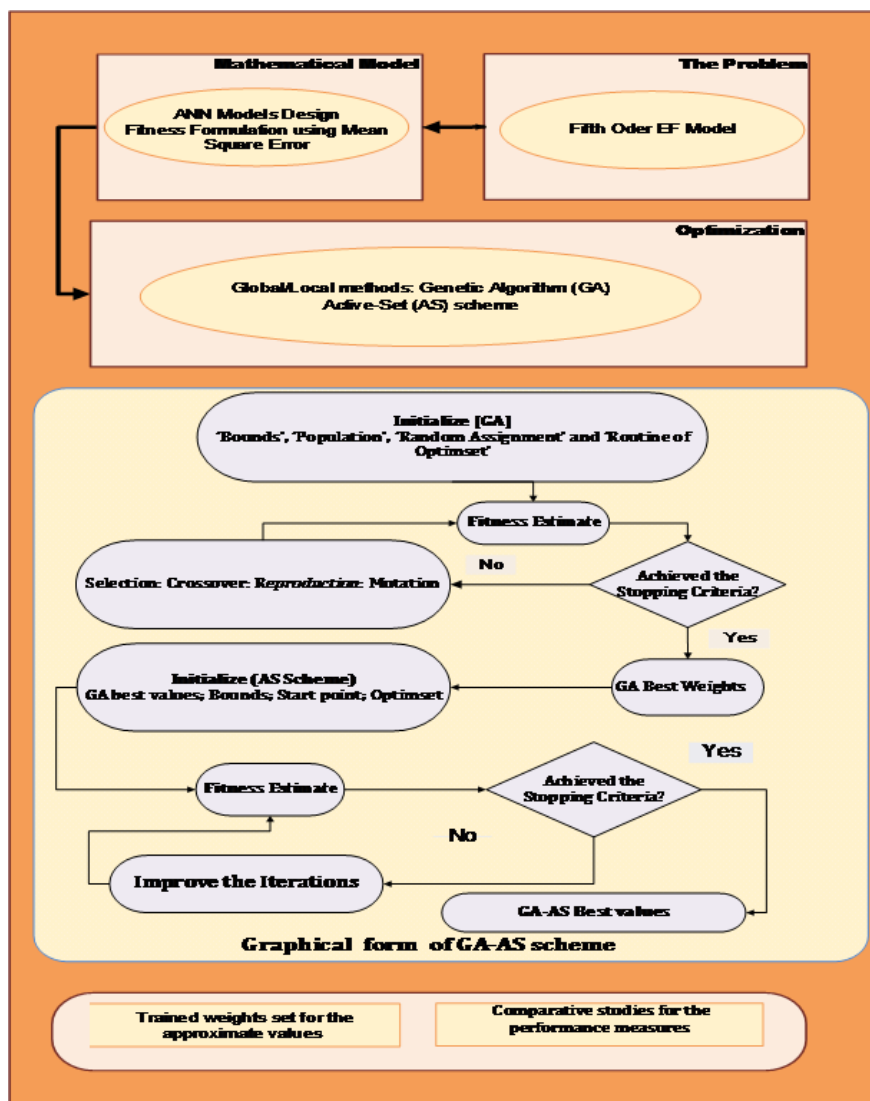 Mathematical Model
ANN Models Design
Fitness Formulation using Mean
Square Error
The Problem
Fifth Oder EF Model
Optimization
Global/Local methods: Genetic Algorithm (GA)
Active-Set (AS) scheme
Initialize [GA]
'Bounds', 'Population', 'Random Assignment' and 'Routine of
Optimset'
Fitness Estimate
Achieved the
Stopping Criteria?
No
Selection: Crossover: Reproduction: Mutation
Yes
GA Best Weights
Initialize (AS Scheme)
GA best values; Bounds; Start point; Optimset
Fitness Estimate
Achieved the
Stopping Criteria?
Yes
No
Improve the Iterations
GA-AS Best values
Graphical form of GA-AS scheme
Trained weights set for the
approximate values
Comparative studies for the
performance measures